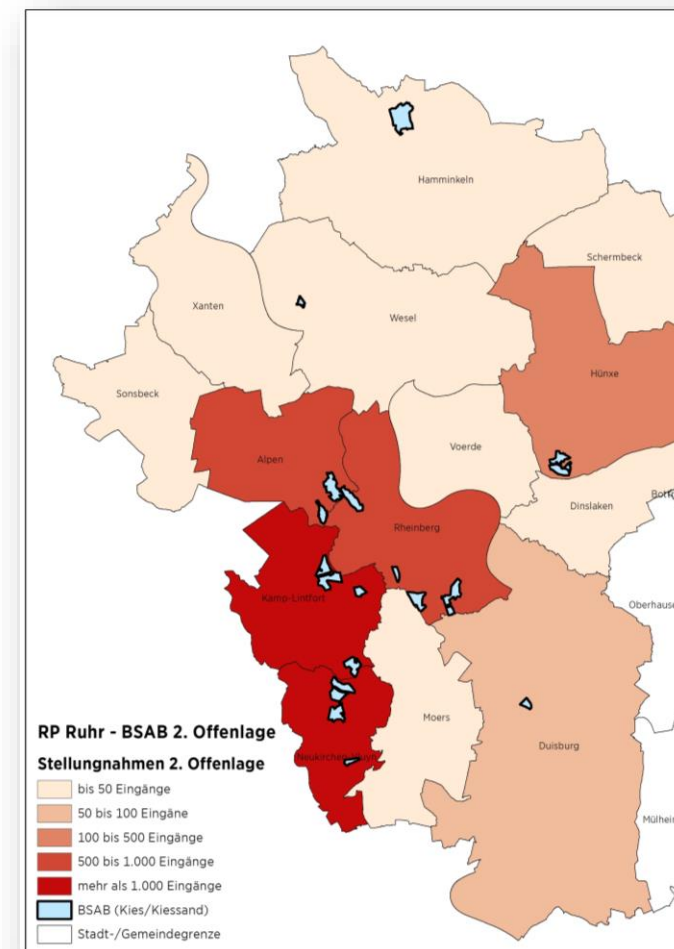 Hamminkeln
Schermbeck
Xanten
Wesel
Hünxe
Sonsbeck
Voerde
Alpen
Dinslaken
Rheinberg
Kamp-Lintfort
Oberhause
Moers
Duisburg
Mülhei
RP Ruhr - BSAB 2. Offenlage
Stellungnahmen 2. Offenlage
bis 50 Eingänge
50 bis 100 Eingäne
100 bis 500 Eingänge
500 bis 1.000 Eingänge
mehr als 1.000 Eingänge
BSAB (Kies/Kiessand)
Stadt-/Gemeindegrenze